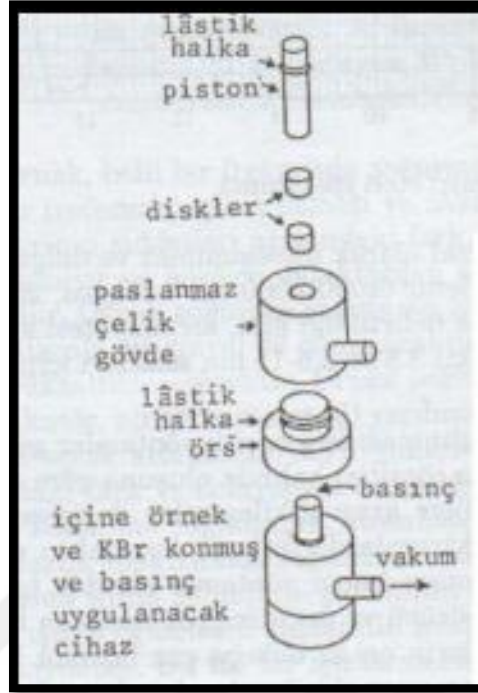 lâstik
halka
piston
diskler
paslanmaz
çelik
gövde
lâstik
halka
örs
basınç
içine örnek
ve KBr konmuş
ve basınç
uygulanacak
cihaz
vakum